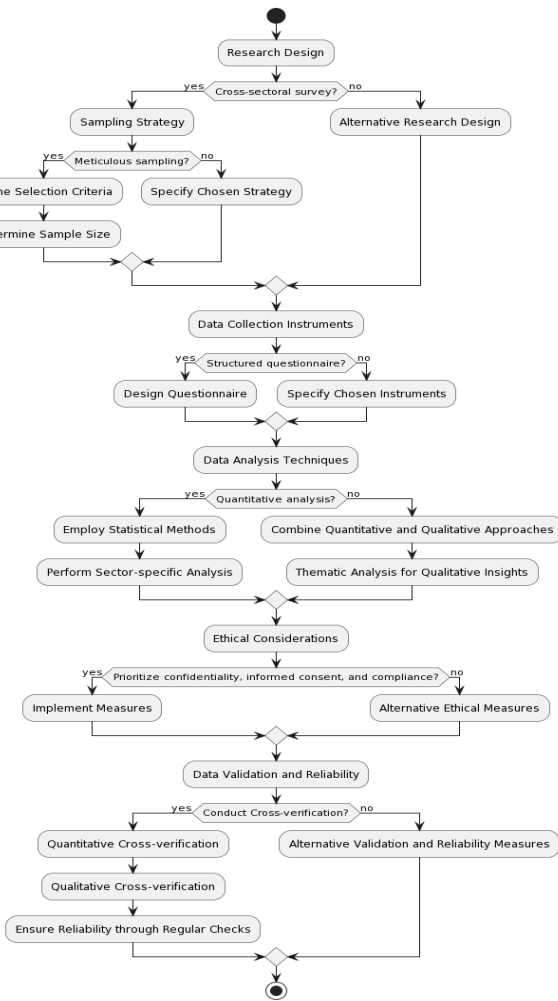 Research Design
yes
Cross-sectoral survey?
no
Sampling Strategy
Alternative Research Design
yes
Meticulous sampling?
no
Selection Criteria
Specify Chosen Strategy
Sample Size
Data Collection Instruments
yes
Structured questionnaire?
no
Design Questionnaire
Specify Chosen Instruments
Data Analysis Techniques
yes
Quantitative analysis?
no
Employ Statistical Methods
Combine Quantitative and Qualitative Approaches
Perform Sector-specific Analysis
Thematic Analysis for Qualitative Insights
Ethical Considerations
yes
Prioritize confidentiality, informed consent, and compliance?
no
Implement Measures
Alternative Ethical Measures
Data Validation and Reliability
yes
Conduct Cross-verification?
no
Quantitative Cross-verification
Alternative Validation and Reliability Measures
Qualitative Cross-verification
Ensure Reliability through Regular Checks